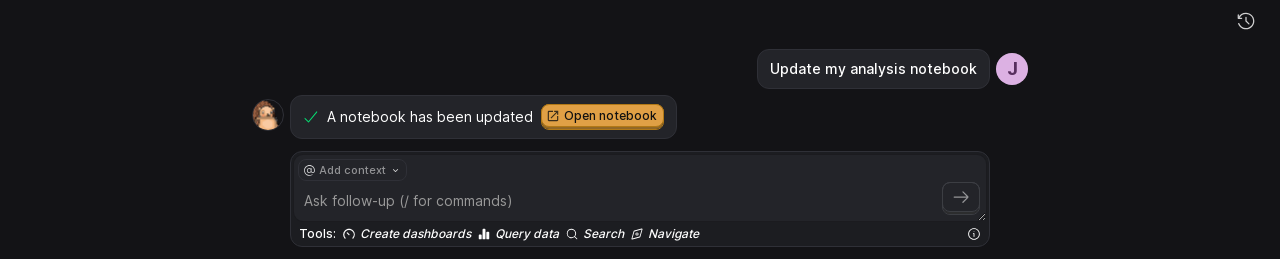 Update my analysis notebook
J
A notebook has been updated Open notebook
@ Add context
Ask follow-up (/ for commands)
Tools: Create dashboards Query data Search Navigate